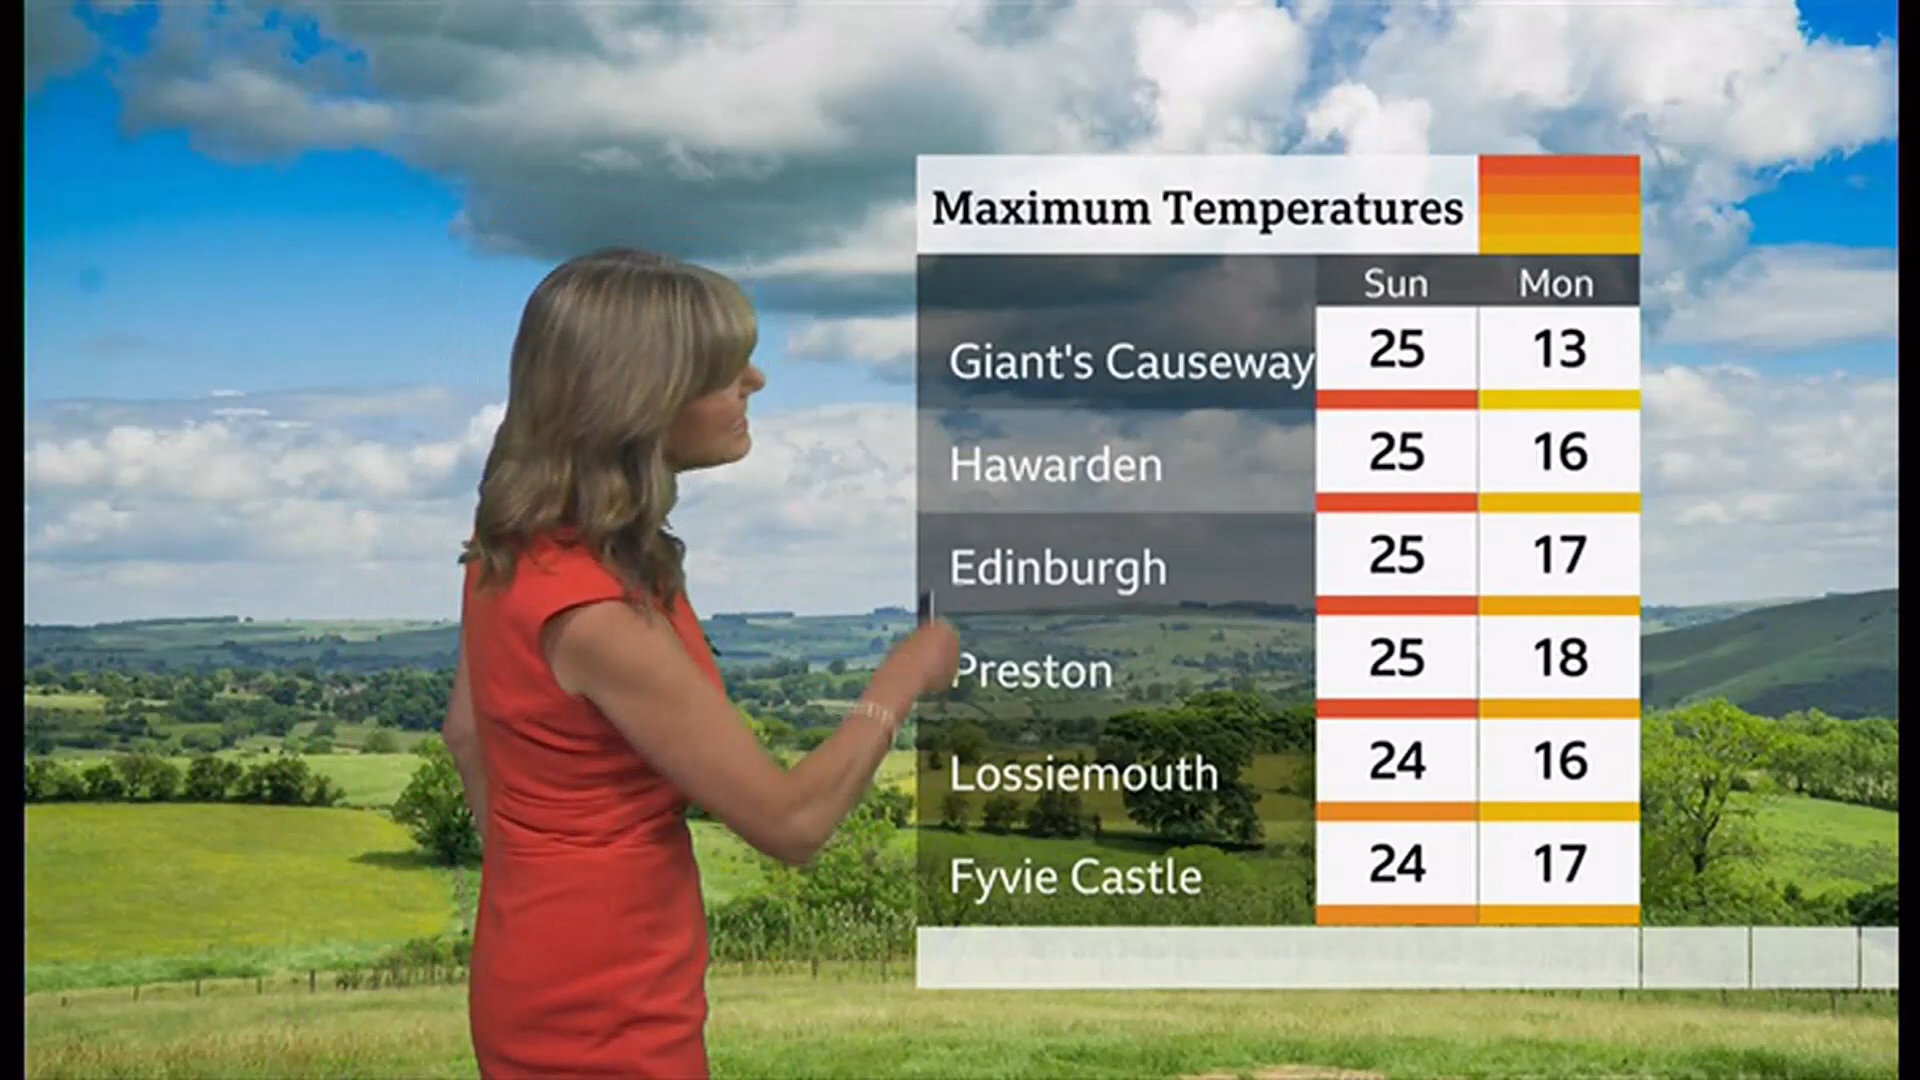 Maximum Temperatures
Sun Mon
Giant's Causeway 25 13
Hawarden 25 16
Edinburgh 25 17
Preston 25 18
Lossiemouth 24 16
Fyvie Castle 24 17